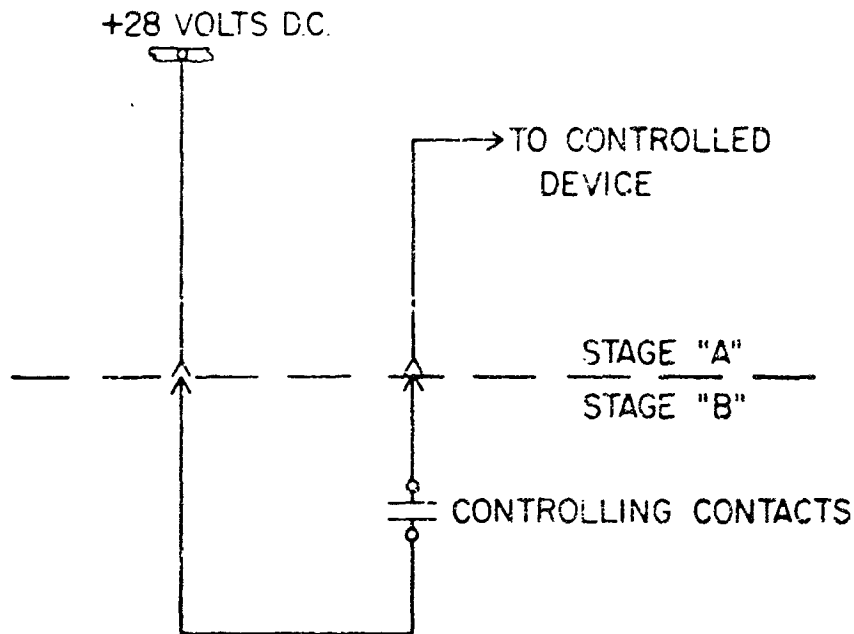 +28 VOLTS D.C.
TO CONTROLLED
DEVICE
STAGE "A"
STAGE "B"
CONTROLLING CONTACTS